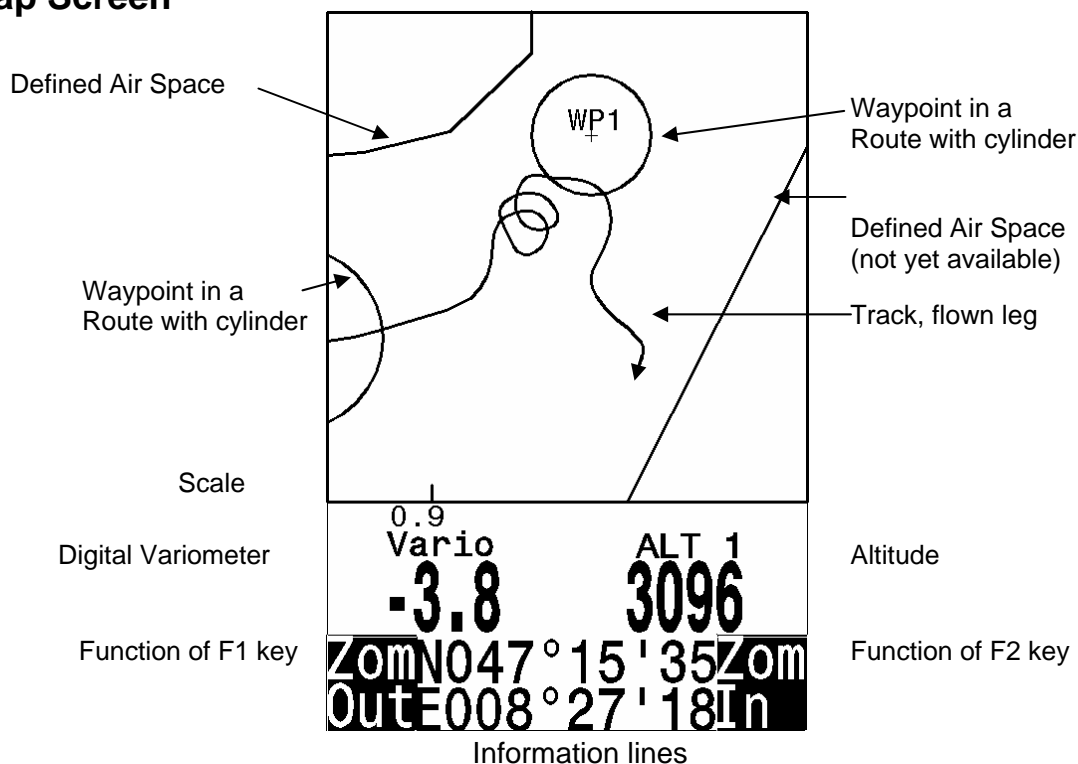 ap Screen
Defined Air Space
WP1
Waypoint in a
Route with cylinder
Defined Air Space
(not yet available)
Waypoint in a
Route with cylinder
Track, flown leg
Scale
0.9
Digital Variometer
Vario
-3.8
ALT 1
3096
Altitude
Function of F1 key
Zom
Out
N047°15'35
E008°27'18
Zom
In
Function of F2 key
Information lines